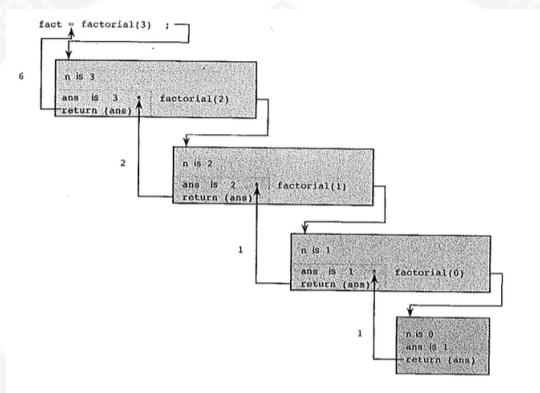 fact = factorial(3) ;
6
n is 3
ans is 3 * factorial(2)
return (ans)
2
n is 2
ans is 2 * factorial(1)
return (ans)
1
n is 1
ans is 1 * factorial(0)
return (ans)
1
n is 0
ans is 1
return (ans)